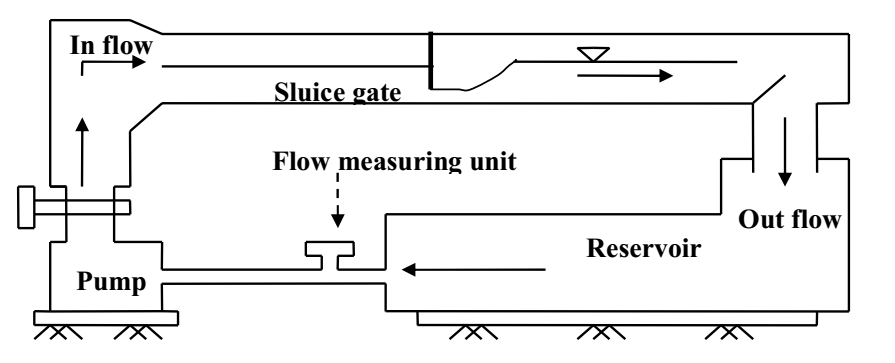 In flow
Sluice gate
Flow measuring unit
Out flow
Reservoir
Pump